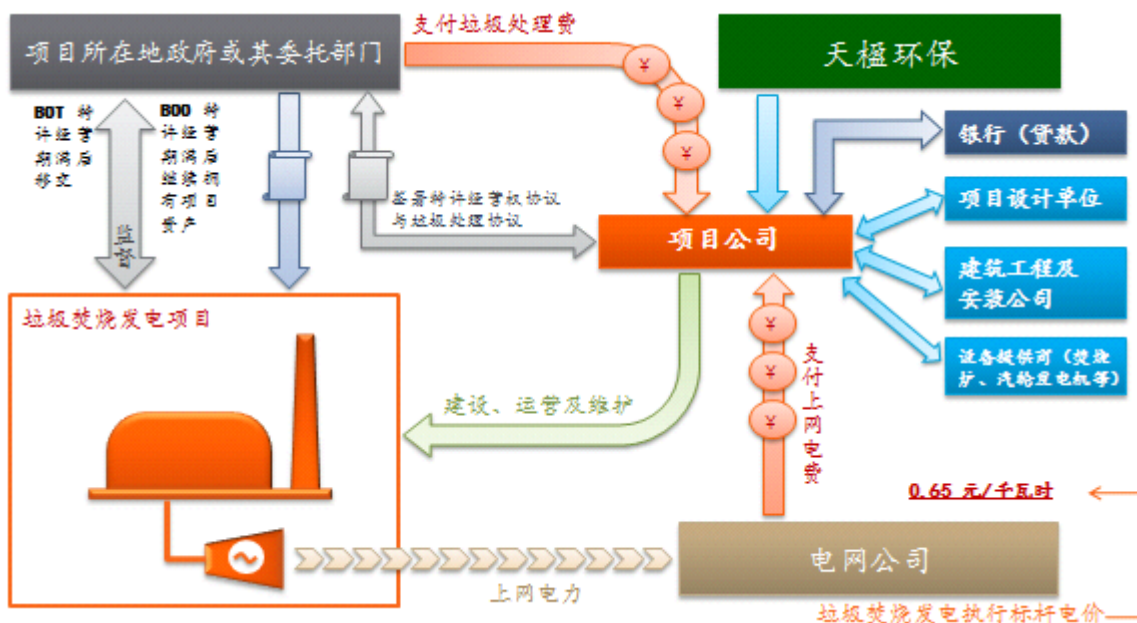 支付垃圾处理费
项目所在地政府或其委托部门
天楹环保
BOT 特
许经营
期满后
移交
BOO 特
许经营
期满后
继续拥
有项目
资产
监督
签署特许经营权协议
与垃圾处理协议
银行（贷款）
项目设计单位
项目公司
建筑工程及
安装公司
设备提供商（焚烧
炉、汽轮发电机等）
垃圾焚烧发电项目
¥
¥
¥
¥
¥
¥
支付上网电费
建设、运营及维护
0.65 元/千瓦时
电网公司
上网电力
垃圾焚烧发电执行标杆电价